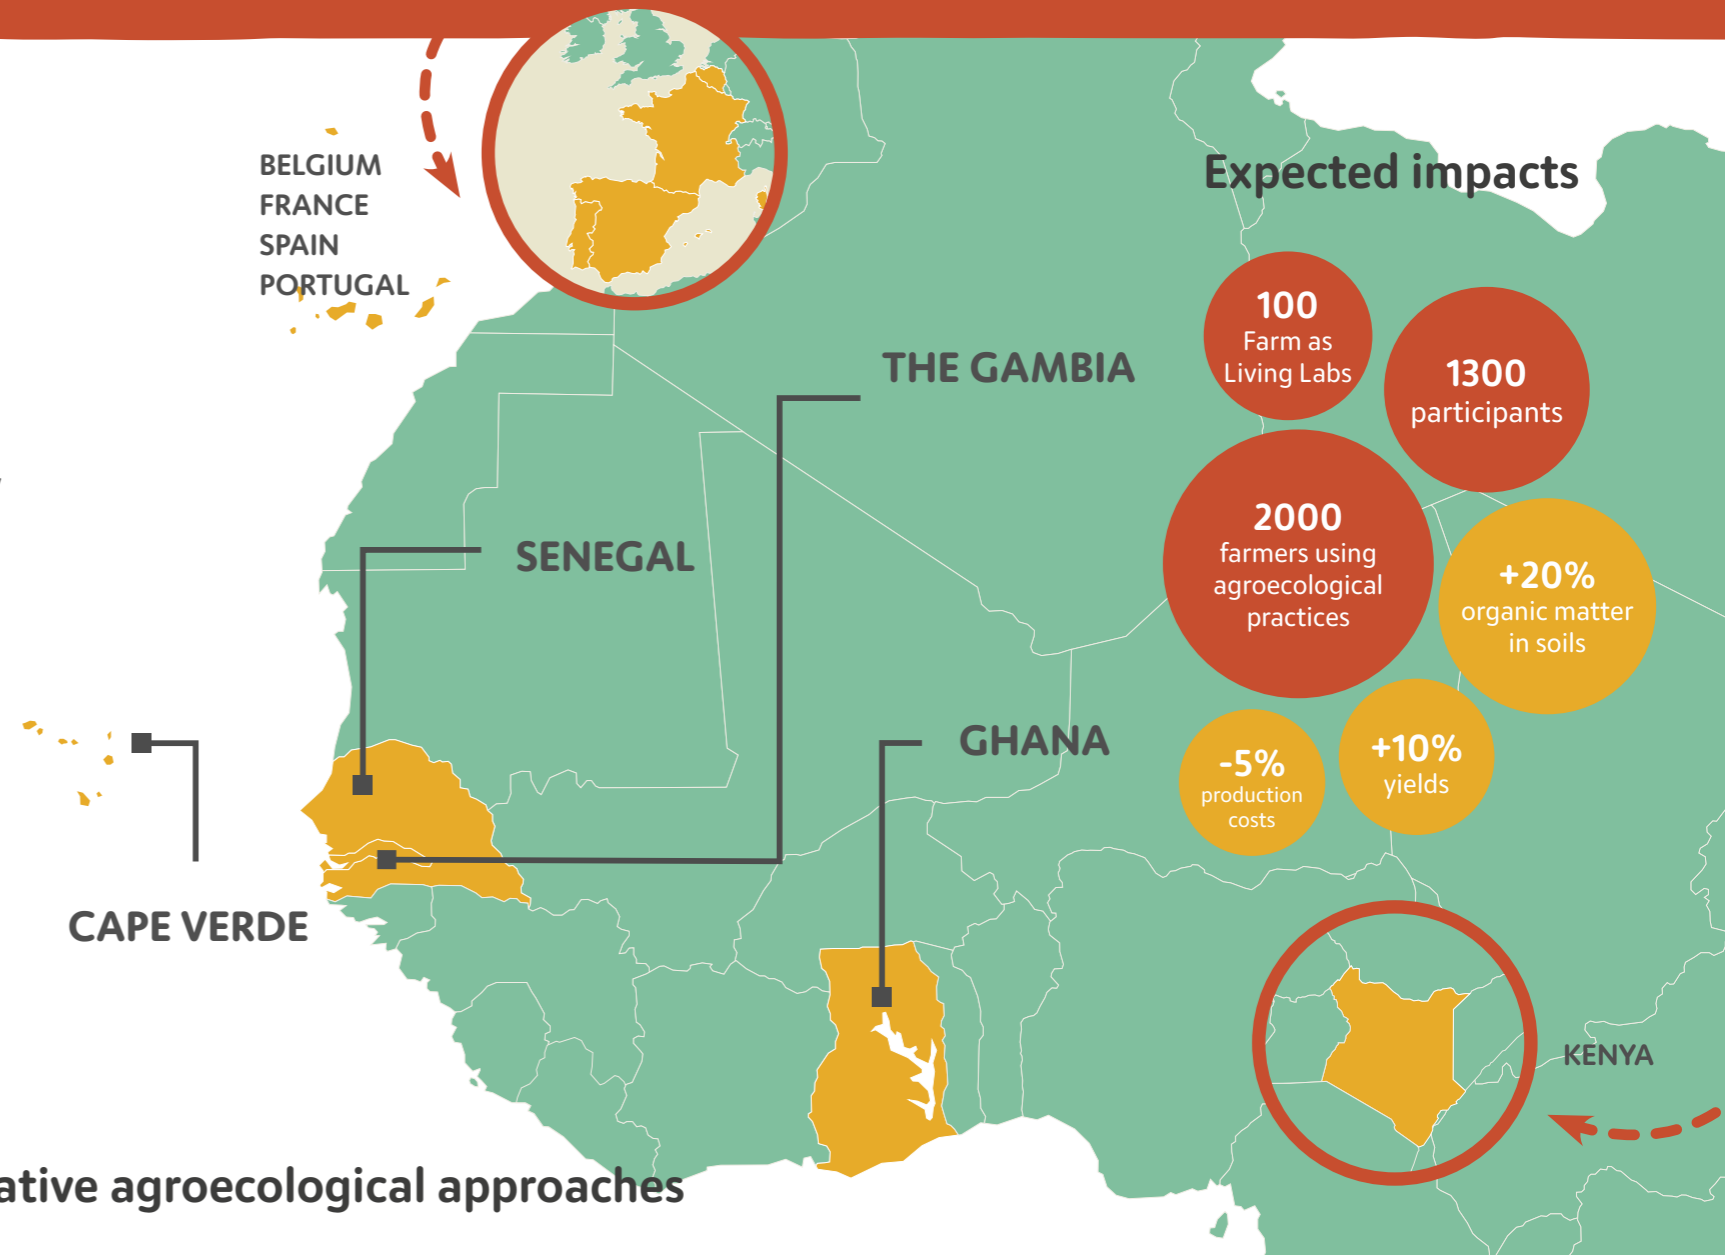 BELGIUM
FRANCE
SPAIN
PORTUGAL
Expected impacts
100
Farm as
Living Labs
1300
participants
THE GAMBIA
2000
farmers using
agroecological
practices
SENEGAL
+20%
organic matter
in soils
GHANA
-5%
production
costs
+10%
yields
CAPE VERDE
KENYA
ative agroecological approaches